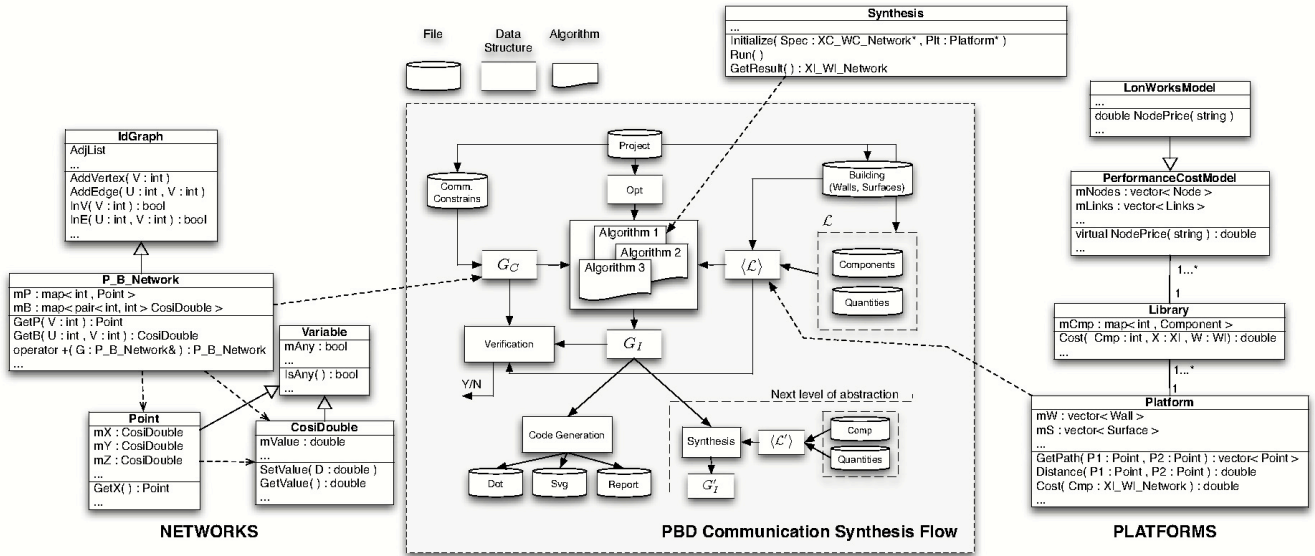 Synthesis
...
Initialize( Spec : XC_WC_Network* , Plt : Platform* )
Run( )
GetResult( ) : XI_WI_Network
File
Data
Structure
Algorithm
IdGraph
AdjList
...
AddVertex( V : int )
AddEdge( U : int , V : int )
InV( V : int ) : bool
InE( U : int , V : int ) : bool
...
P_B_Network
mP : map< int , Point >
mB : map< pair< int, int > CosiDouble >
GetP( V : int ) : Point
GetB( U : int , V : int ) : CosiDouble
operator +( G : P_B_Network& ) : P_B_Network
...
Variable
mAny : bool
...
IsAny( ) : bool
...
Point
mX : CosiDouble
mY : CosiDouble
mZ : CosiDouble
...
GetX( ) : Point
...
CosiDouble
mValue : double
...
SetValue( D : double )
GetValue( ) : double
...
NETWORKS
Project
Comm.
Constrains
Opt
Building
(Walls, Surfaces)
ℒ
Algorithm 1
Algorithm 2
Algorithm 3
G_C
⟨ℒ⟩
Components
Quantities
Verification
G_I
Y/N
Next level of abstraction
Code Generation
Synthesis
⟨ℒ′⟩
Comp
Quantities
Dot
Svg
Report
G′_I
PBD Communication Synthesis Flow
LonWorksModel
...
double NodePrice( string )
...
PerformanceCostModel
mNodes : vector< Node >
mLinks : vector< Links >
...
virtual NodePrice( string ) : double
...
1...*
1
Library
mCmp : map< int , Component >
Cost( Cmp : int, X : XI , W : WI) : double
...
1...*
1
Platform
mW : vector< Wall >
mS : vector< Surface >
...
GetPath( P1 : Point , P2 : Point ) : vector< Point >
Distance( P1 : Point , P2 : Point ) : double
Cost( Cmp : XI_WI_Network ) : double
...
PLATFORMS